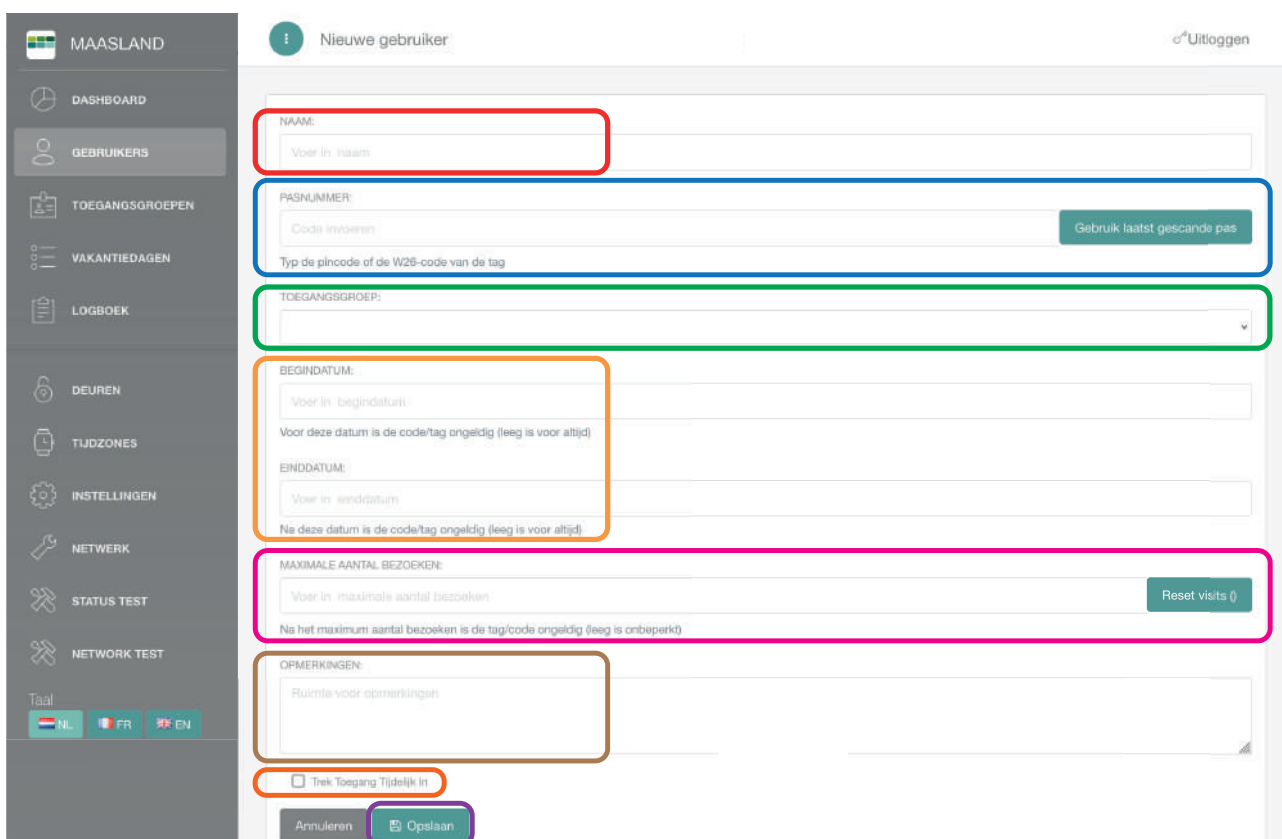 MAASLAND
Nieuwe gebruiker
Uitloggen
DASHBOARD
GEBRUIKERS
TOEGANGSGROEPEN
VAKANTIEDAGEN
LOGBOEK
DEUREN
TIJDZONES
INSTELLINGEN
NETWERK
STATUS TEST
NETWORK TEST
Taal
NL FR EN
NAAM:
Voer in naam
PASNUMMER:
Code invoeren
Gebruik laatst gescande pas
Typ de pincode of de W26-code van de tag
TOEGANGSGROEP:
BEGINDATUM:
Voer in begindatum
Voor deze datum is de code/tag ongeldig (leeg is voor altijd)
EINDDATUM:
Voer in einddatum
Na deze datum is de code/tag ongeldig (leeg is voor altijd)
MAXIMALE AANTAL BEZOEKEN:
Voer in maximale aantal bezoeken
Reset visits ()
Na het maximum aantal bezoeken is de tag/code ongeldig (leeg is onbeperkt)
OPMERKINGEN:
Ruimte voor opmerkingen
Trek Toegang Tijdelijk In
Annuleren
Opslaan